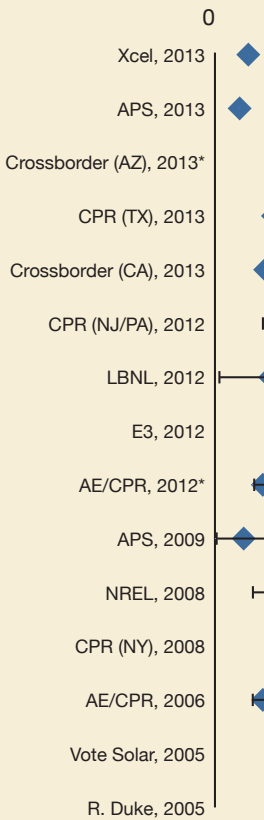 0
Xcel, 2013
APS, 2013
Crossborder (AZ), 2013*
CPR (TX), 2013
Crossborder (CA), 2013
CPR (NJ/PA), 2012
LBNL, 2012
E3, 2012
AE/CPR, 2012*
APS, 2009
NREL, 2008
CPR (NY), 2008
AE/CPR, 2006
Vote Solar, 2005
R. Duke, 2005